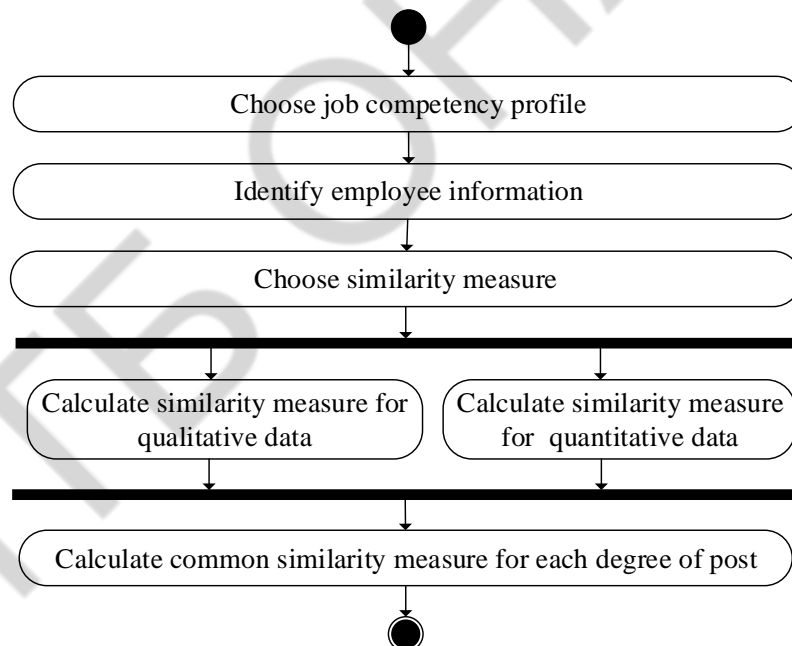 Choose job competency profile
Identify employee information
Choose similarity measure
Calculate similarity measure for
qualitative data
Calculate similarity measure
for quantitative data
Calculate common similarity measure for each degree of post